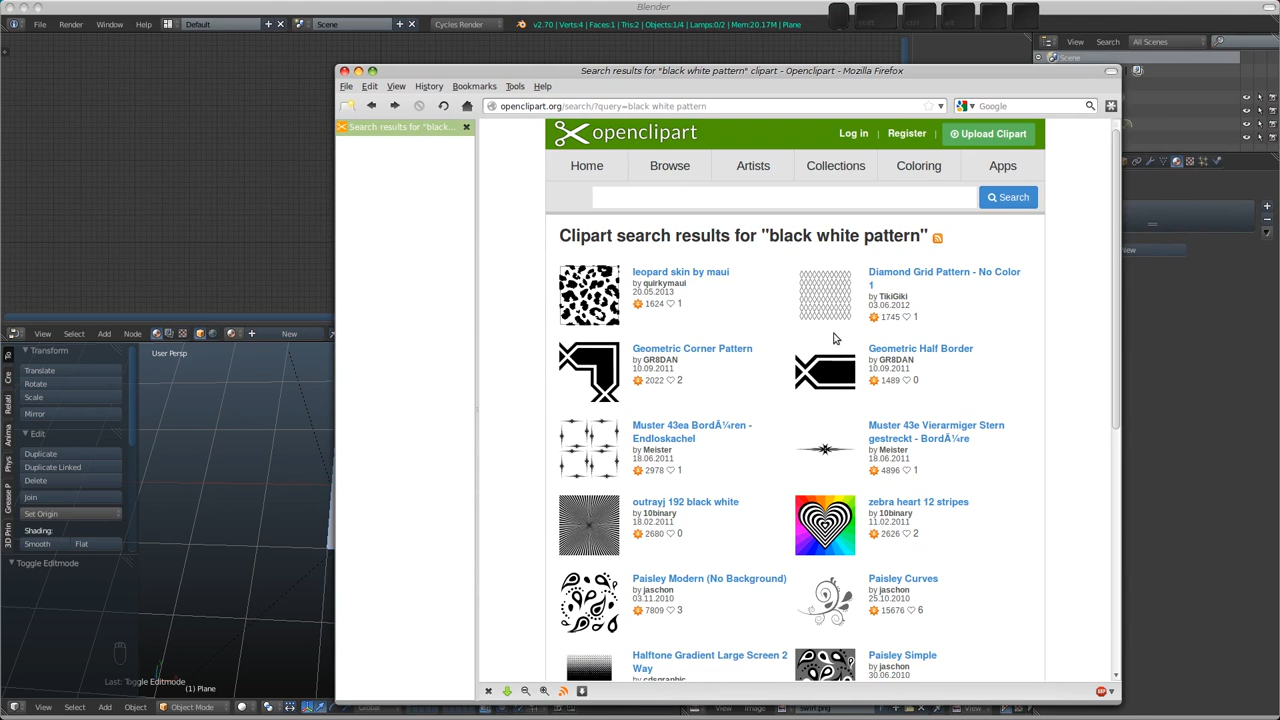 Blender
File Render Window Help Default Scene Cycles Render v2.70 | Verts:4 | Faces:1 | Tris:2 | Objects:1/4 | Lamps:0/2 | Mem:20.17M | Plane
shift ctrl alt
View Search All Scenes
Scene
Search results for "black white pattern" clipart - Openclipart - Mozilla Firefox
File Edit View History Bookmarks Tools Help
openclipart.org/search/?query=black white pattern
Google
Search results for "black...
openclipart
Log in | Register | Upload Clipart
Home Browse Artists Collections Coloring Apps
Search
Clipart search results for "black white pattern"
leopard skin by maui
by quirkymaui
20.05.2013
1624 1
Diamond Grid Pattern - No Color
1
by TikiGiki
03.06.2012
1745 1
Geometric Corner Pattern
by GR8DAN
10.09.2011
2022 2
Geometric Half Border
by GR8DAN
10.09.2011
1489 0
Muster 43ea BordÃ¼ren -
Endloskachel
by Meister
18.06.2011
2978 1
Muster 43e Vierarmiger Stern
gestreckt - BordÃ¼re
by Meister
18.06.2011
4896 1
outrayj 192 black white
by 10binary
18.02.2011
2680 0
zebra heart 12 stripes
by 10binary
11.02.2011
2626 2
Paisley Modern (No Background)
by jaschon
03.11.2010
7809 3
Paisley Curves
by jaschon
25.10.2010
15676 6
Halftone Gradient Large Screen 2
Way
by cdsgraphic
Paisley Simple
by jaschon
30.06.2010
View Select Add Node New
Transform
Translate
Rotate
Scale
Mirror
Edit
Duplicate
Duplicate Linked
Delete
Join
Set Origin
Shading:
Smooth Flat
Toggle Editmode
User Persp
Last: Toggle Editmode
(1) Plane
View Select Add Object Object Mode Global
View Image View